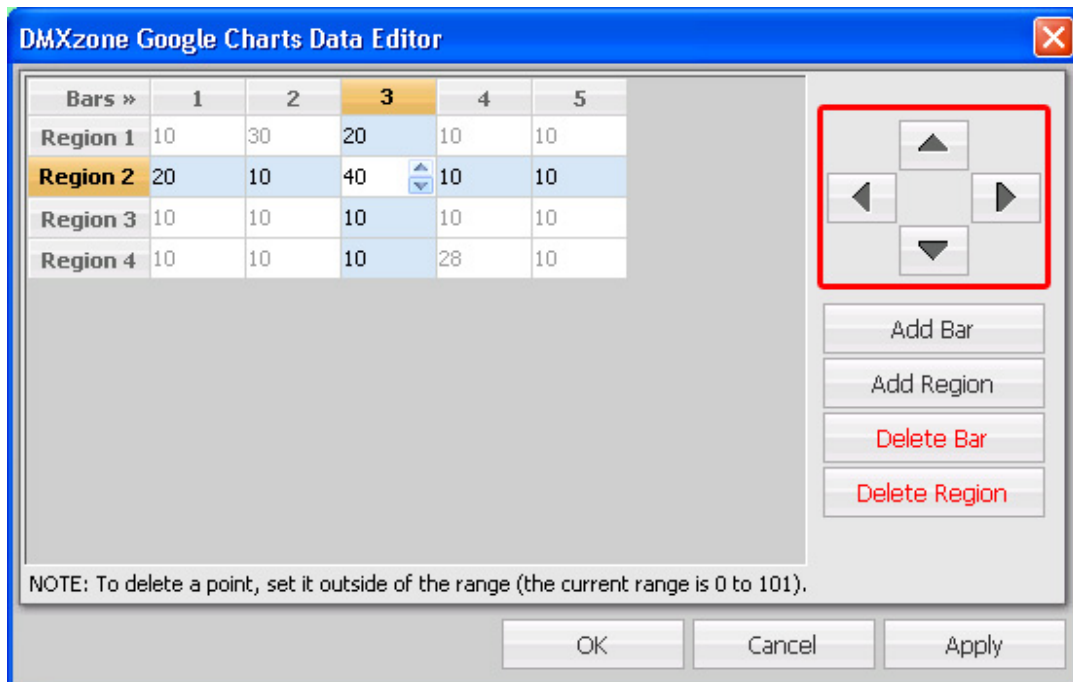 DMXzone Google Charts Data Editor
Bars » 1 2 3 4 5
Region 1 10 30 20 10 10
Region 2 20 10 40 10 10
Region 3 10 10 10 10 10
Region 4 10 10 10 28 10
Add Bar
Add Region
Delete Bar
Delete Region
NOTE: To delete a point, set it outside of the range (the current range is 0 to 101).
OK Cancel Apply